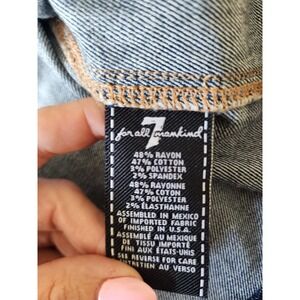 7
for all mankind
48% RAYON
47% COTTON
3% POLYESTER
2% SPANDEX
48% RAYONNE
47% COTON
3% POLYESTER
2% ÉLASTHANNE
ASSEMBLED IN MEXICO
OF IMPORTED FABRIC
FINISHED IN U.S.A.
ASSEMBLÉ AU MEXIQUE
DE TISSU IMPORTÉ
FINI AUX ÉTATS-UNIS
SEE REVERSE FOR CARE
ENTRETIEN AU VERSO